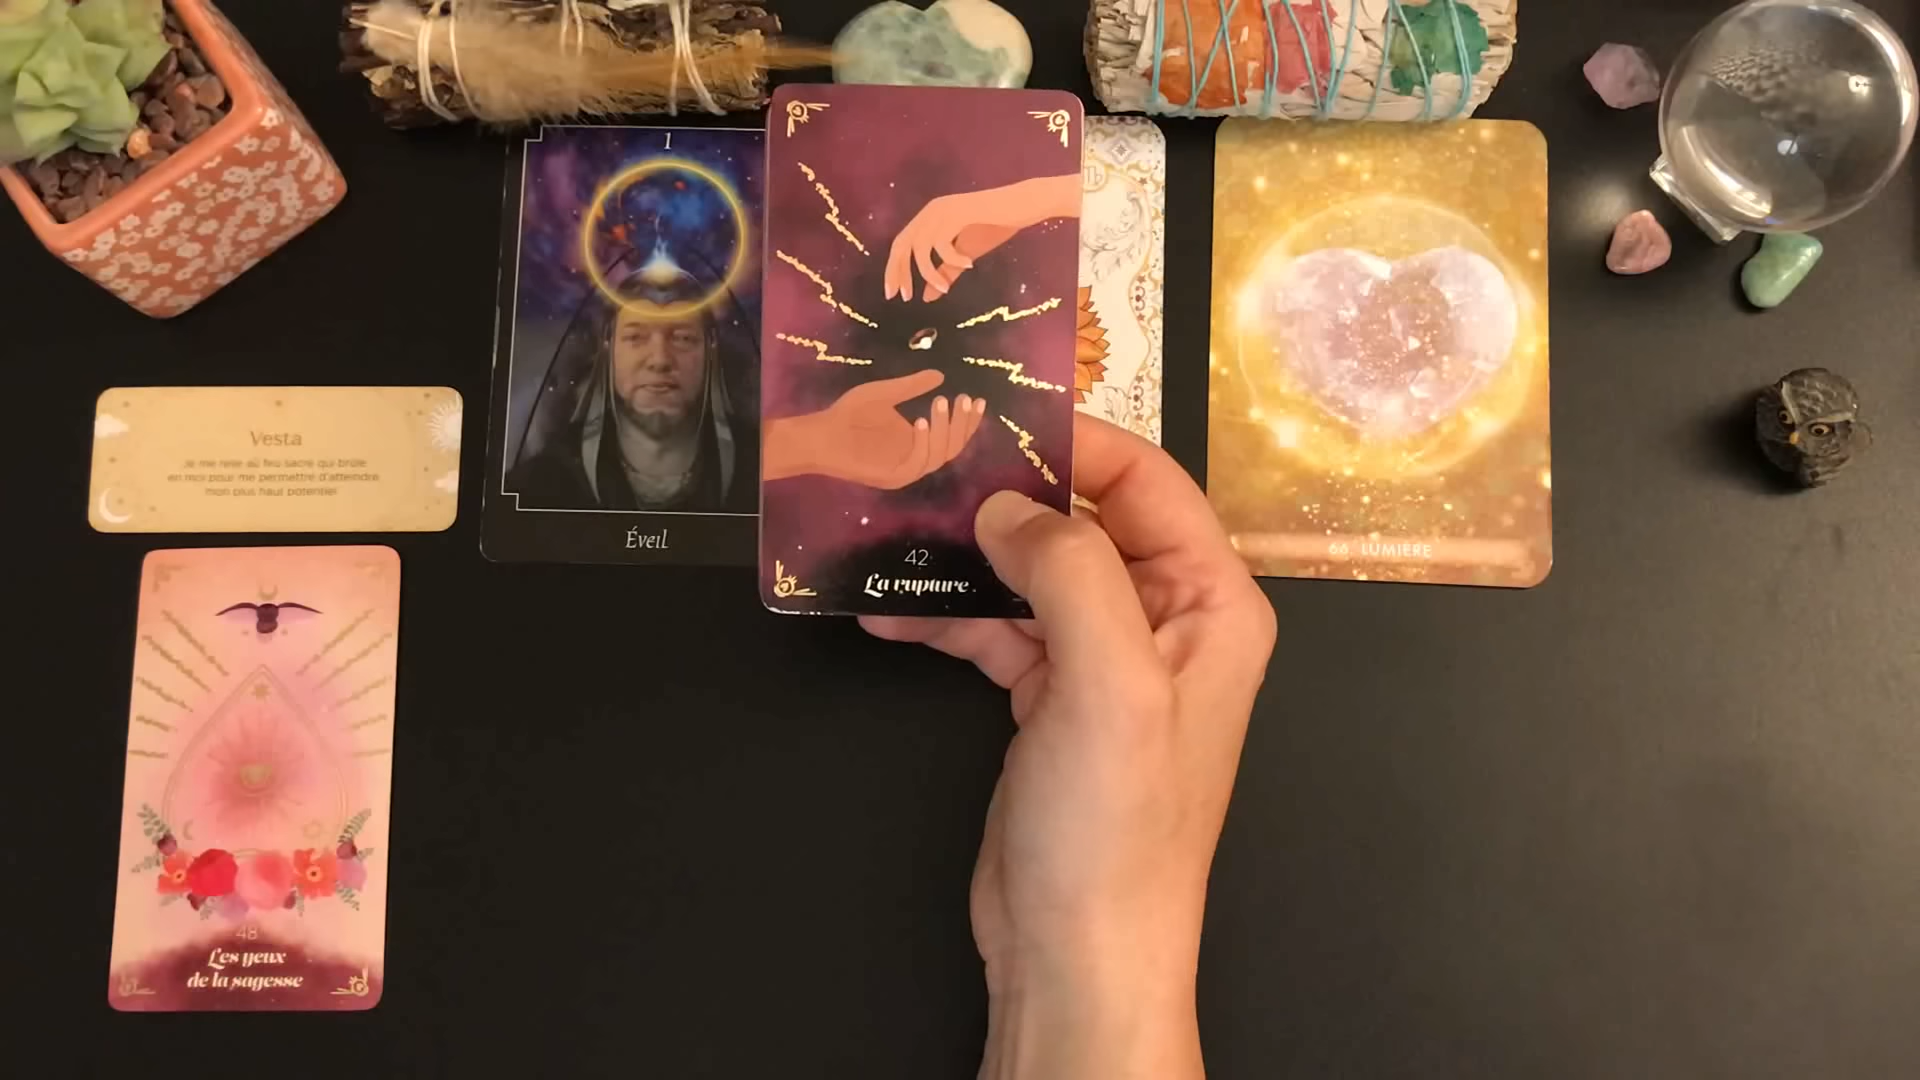 1
Éveil
42
La rupture
66. LUMIÈRE
Vesta
Je me relie au feu sacré qui brûle
en moi pour me permettre d'atteindre
mon plus haut potentiel
48
Les yeux
de la sagesse